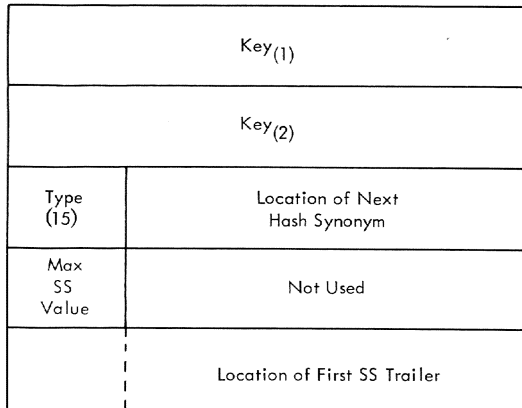 Key(1)
Key(2)
Type
(15)
Location of Next
Hash Synonym
Max
SS
Value
Not Used
Location of First SS Trailer